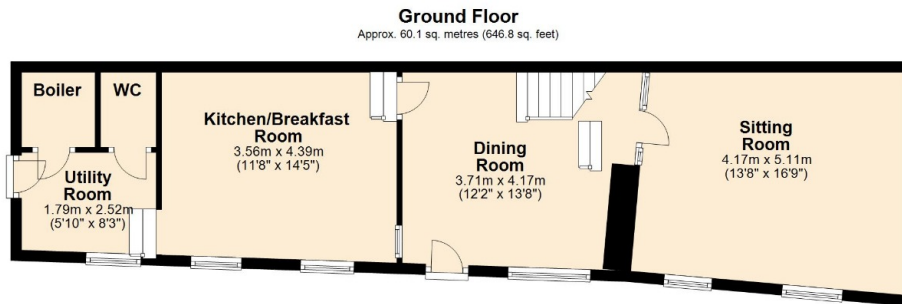 Ground Floor
Approx. 60.1 sq. metres (646.8 sq. feet)
Boiler
WC
Kitchen/Breakfast
Room
3.56m x 4.39m
(11'8" x 14'5")
Dining
Room
3.71m x 4.17m
(12'2" x 13'8")
Sitting
Room
4.17m x 5.11m
(13'8" x 16'9")
Utility
Room
1.79m x 2.52m
(5'10" x 8'3")